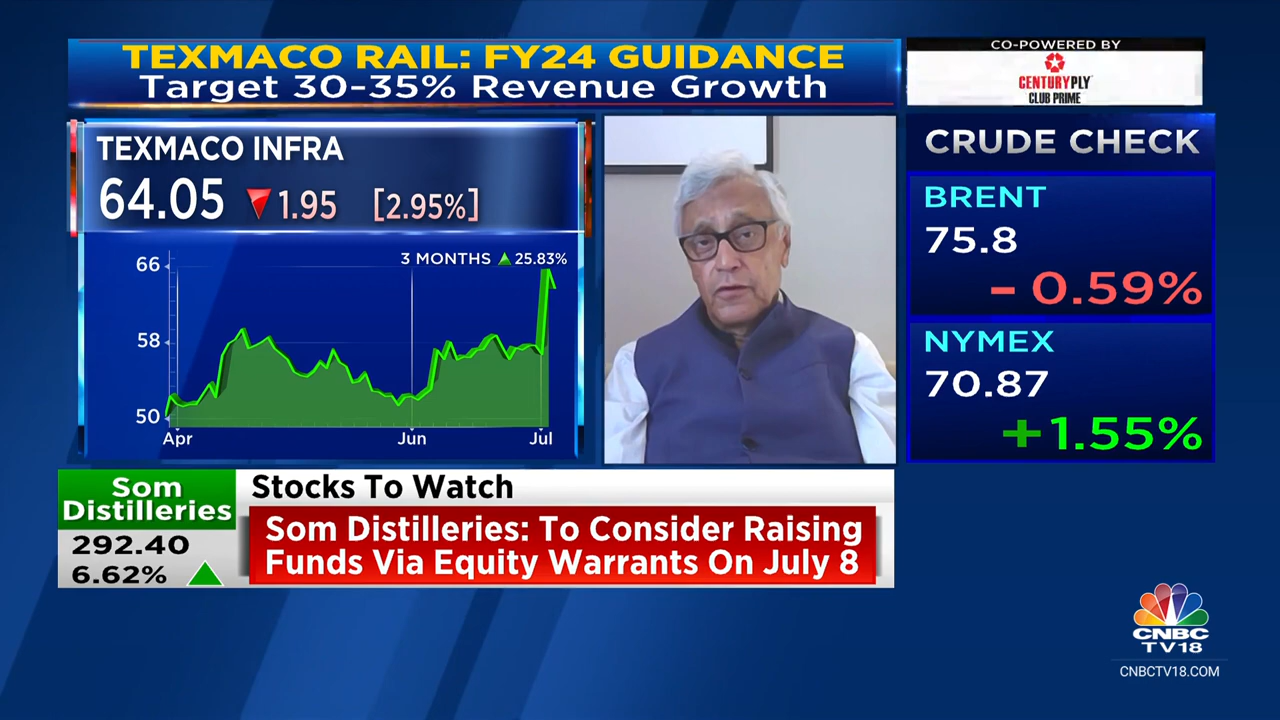 TEXMACO RAIL: FY24 GUIDANCE
Target 30-35% Revenue Growth
CO-POWERED BY
CENTURYPLY
CLUB PRIME
TEXMACO INFRA
64.05 ▼ 1.95 [2.95%]
3 MONTHS ▲ 25.83%
66
58
50
Apr Jun Jul
CRUDE CHECK
BRENT
75.8
- 0.59%
NYMEX
70.87
+1.55%
Som
Distilleries
292.40
6.62% ▲
Stocks To Watch
Som Distilleries: To Consider Raising
Funds Via Equity Warrants On July 8
CNBC
TV18
CNBCTV18.COM